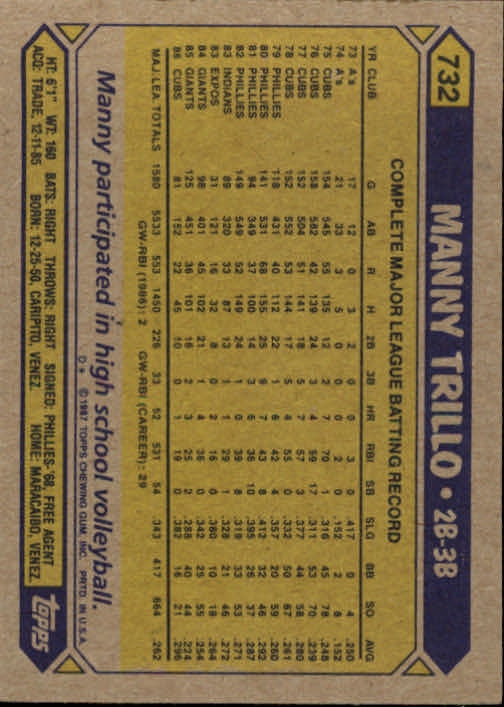 732
MANNY TRILLO • 2B-3B
COMPLETE MAJOR LEAGUE BATTING RECORD
YR CLUB G AB R H 2B 3B HR RBI SB SLG BB SO AVG
73 A's 17 12 0 3 2 0 0 3 0 .417 0 4 .250
74 A's 21 33 3 5 0 0 0 2 0 .152 2 8 .152
75 CUBS 154 545 55 135 12 2 7 70 1 .316 45 78 .248
76 CUBS 158 582 42 139 24 3 4 59 17 .311 53 70 .239
77 CUBS 152 504 51 141 18 5 7 57 3 .377 44 58 .280
78 CUBS 152 552 53 144 17 5 4 55 0 .332 50 67 .261
79 PHILLIES 118 431 40 112 22 1 6 42 4 .357 20 59 .260
80 PHILLIES 141 531 68 155 25 9 7 43 8 .412 32 46 .292
81 PHILLIES 94 349 37 100 14 3 6 36 10 .395 26 37 .287
82 PHILLIES 149 549 52 149 24 1 0 39 8 .319 33 53 .271
83 INDIANS 89 320 33 87 13 1 1 29 1 .328 21 46 .272
83 EXPOS 31 121 16 32 8 0 2 16 0 .380 10 18 .264
84 GIANTS 98 401 45 102 21 1 4 36 0 .342 25 55 .254
85 GIANTS 125 451 36 101 16 2 3 25 2 .288 40 44 .224
86 CUBS 81 152 22 45 10 0 1 19 0 .382 16 21 .296
MAJ. LEA. TOTALS 1580 5533 553 1450 226 33 52 531 54 .343 417 664 .262
GW-RBI (1986): 2 GW-RBI (CAREER): 29
Manny participated in high school volleyball.
D* © 1987 TOPPS CHEWING GUM, INC. PRTD. IN U.S.A.
HT: 6'1" WT: 160 BATS: RIGHT THROWS: RIGHT SIGNED: PHILLIES-'68, FREE AGENT
ACQ: TRADE, 12-11-85 BORN: 12-25-50, CARIPITO, VENEZ. HOME: MARACAIBO, VENEZ.
TOPPS